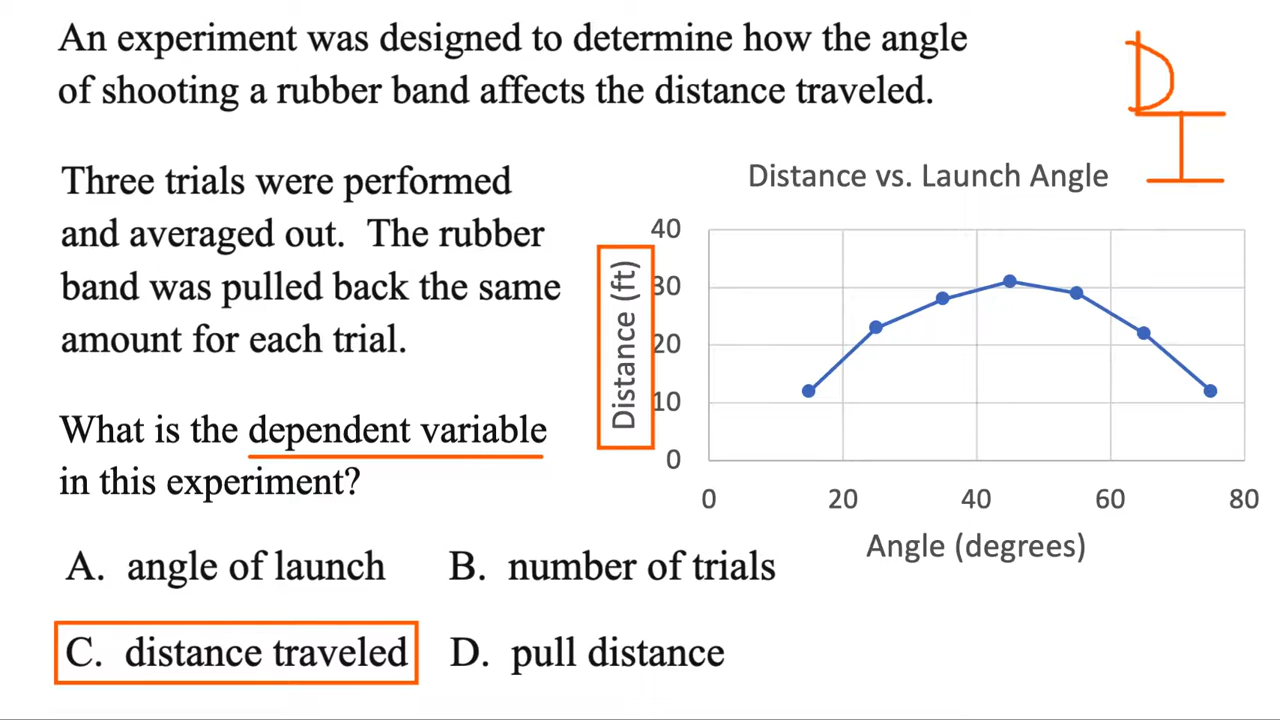 An experiment was designed to determine how the angle
of shooting a rubber band affects the distance traveled.
D
I
Three trials were performed
and averaged out. The rubber
band was pulled back the same
amount for each trial.
What is the dependent variable
in this experiment?
Distance vs. Launch Angle
Distance (ft)
40
30
20
10
0
0 20 40 60 80
Angle (degrees)
A. angle of launch B. number of trials
C. distance traveled D. pull distance